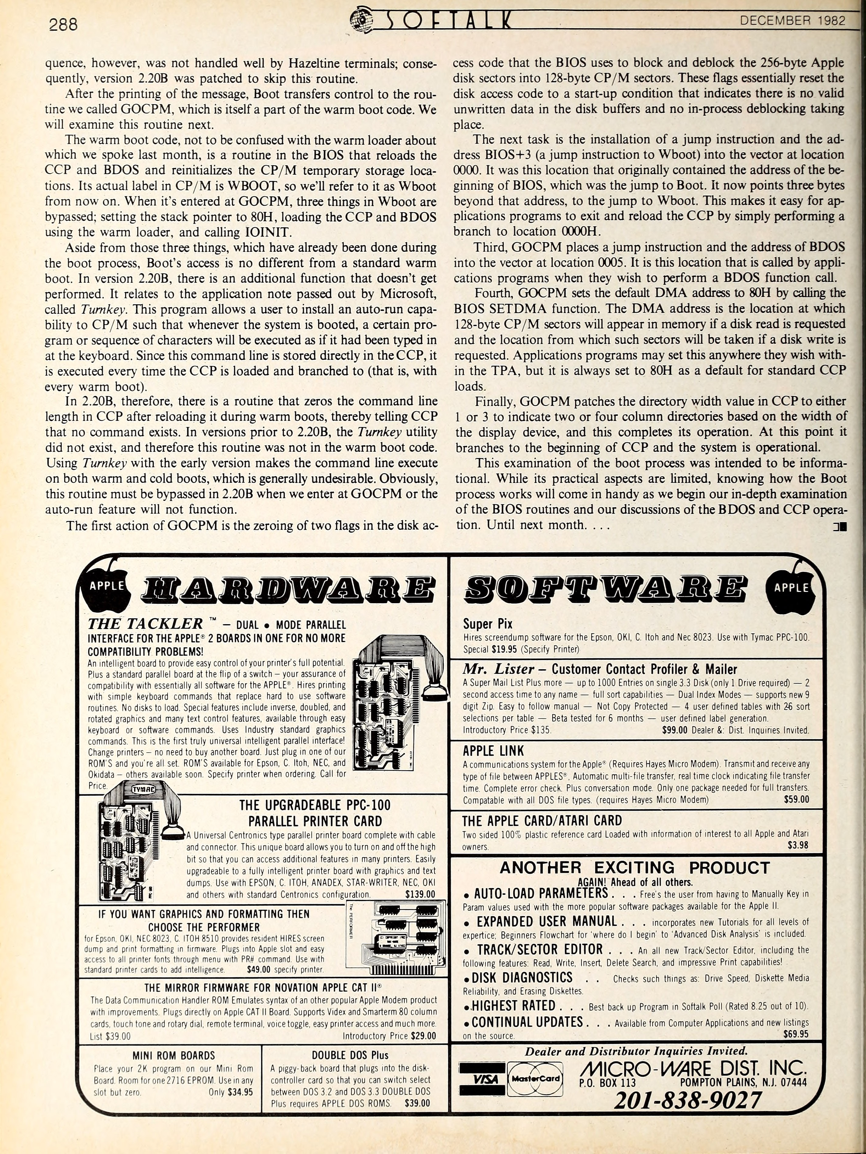 288
SOFTALK
DECEMBER 1982
quence, however, was not handled well by Hazeltine terminals; conse-
quently, version 2.20B was patched to skip this routine.
After the printing of the message, Boot transfers control to the rou-
tine we called GOCPM, which is itself a part of the warm boot code. We
will examine this routine next.
The warm boot code, not to be confused with the warm loader about
which we spoke last month, is a routine in the BIOS that reloads the
CCP and BDOS and reinitializes the CP/M temporary storage loca-
tions. Its actual label in CP/M is WBOOT, so we'll refer to it as Wboot
from now on. When it's entered at GOCPM, three things in Wboot are
bypassed; setting the stack pointer to 80H, loading the CCP and BDOS
using the warm loader, and calling IOINIT.
Aside from those three things, which have already been done during
the boot process, Boot's access is no different from a standard warm
boot. In version 2.20B, there is an additional function that doesn't get
performed. It relates to the application note passed out by Microsoft,
called Turnkey. This program allows a user to install an auto-run capa-
bility to CP/M such that whenever the system is booted, a certain pro-
gram or sequence of characters will be executed as if it had been typed in
at the keyboard. Since this command line is stored directly in the CCP, it
is executed every time the CCP is loaded and branched to (that is, with
every warm boot).
In 2.20B, therefore, there is a routine that zeros the command line
length in CCP after reloading it during warm boots, thereby telling CCP
that no command exists. In versions prior to 2.20B, the Turnkey utility
did not exist, and therefore this routine was not in the warm boot code.
Using Turnkey with the early version makes the command line execute
on both warm and cold boots, which is generally undesirable. Obviously,
this routine must be bypassed in 2.20B when we enter at GOCPM or the
auto-run feature will not function.
The first action of GOCPM is the zeroing of two flags in the disk ac-
cess code that the BIOS uses to block and deblock the 256-byte Apple
disk sectors into 128-byte CP/M sectors. These flags essentially reset the
disk access code to a start-up condition that indicates there is no valid
unwritten data in the disk buffers and no in-process deblocking taking
place.
The next task is the installation of a jump instruction and the ad-
dress BIOS+3 (a jump instruction to Wboot) into the vector at location
0000. It was this location that originally contained the address of the be-
ginning of BIOS, which was the jump to Boot. It now points three bytes
beyond that address, to the jump to Wboot. This makes it easy for ap-
plications programs to exit and reload the CCP by simply performing a
branch to location 0000H.
Third, GOCPM places a jump instruction and the address of BDOS
into the vector at location 0005. It is this location that is called by appli-
cations programs when they wish to perform a BDOS function call.
Fourth, GOCPM sets the default DMA address to 80H by calling the
BIOS SETDMA function. The DMA address is the location at which
128-byte CP/M sectors will appear in memory if a disk read is requested
and the location from which such sectors will be taken if a disk write is
requested. Applications programs may set this anywhere they wish with-
in the TPA, but it is always set to 80H as a default for standard CCP
loads.
Finally, GOCPM patches the directory width value in CCP to either
1 or 3 to indicate two or four column directories based on the width of
the display device, and this completes its operation. At this point it
branches to the beginning of CCP and the system is operational.
This examination of the boot process was intended to be informa-
tional. While its practical aspects are limited, knowing how the Boot
process works will come in handy as we begin our in-depth examination
of the BIOS routines and our discussions of the BDOS and CCP opera-
tion. Until next month. . . .
APPLE
HARDWARE
THE TACKLER ™ – DUAL • MODE PARALLEL
INTERFACE FOR THE APPLE® 2 BOARDS IN ONE FOR NO MORE
COMPATIBILITY PROBLEMS!
An intelligent board to provide easy control of your printer's full potential.
Plus a standard parallel board at the flip of a switch – your assurance of
compatibility with essentially all software for the APPLE®. Hires printing
with simple keyboard commands that replace hard to use software
routines. No disks to load. Special features include inverse, doubled, and
rotated graphics and many text control features, available through easy
keyboard or software commands. Uses Industry standard graphics
commands. This is the first truly universal intelligent parallel interface!
Change printers – no need to buy another board. Just plug in one of our
ROM'S and you're all set. ROM'S available for Epson, C. Itoh, NEC, and
Okidata – others available soon. Specify printer when ordering. Call for
Price.
TYMAC
THE UPGRADEABLE PPC-100
PARALLEL PRINTER CARD
A Universal Centronics type parallel printer board complete with cable
and connector. This unique board allows you to turn on and off the high
bit so that you can access additional features in many printers. Easily
upgradeable to a fully intelligent printer board with graphics and text
dumps. Use with EPSON, C. ITOH, ANADEX, STAR-WRITER, NEC, OKI
and others with standard Centronics configuration. $139.00
IF YOU WANT GRAPHICS AND FORMATTING THEN
CHOOSE THE PERFORMER
for Epson, OKI, NEC 8023, C. ITOH 8510 provides resident HIRES screen
dump and print formatting in firmware. Plugs into Apple slot and easy
access to all printer fonts through menu with PR# command. Use with
standard printer cards to add intelligence. $49.00 specify printer
THE MIRROR FIRMWARE FOR NOVATION APPLE CAT II®
The Data Communication Handler ROM Emulates syntax of an other popular Apple Modem product
with improvements. Plugs directly on Apple CAT II Board. Supports Videx and Smarterm 80 column
cards, touch tone and rotary dial, remote terminal, voice toggle, easy printer access and much more.
List $39.00 Introductory Price $29.00
MINI ROM BOARDS
Place your 2K program on our Mini Rom
Board. Room for one 2716 EPROM. Use in any
slot but zero. Only $34.95
DOUBLE DOS Plus
A piggy-back board that plugs into the disk-
controller card so that you can switch select
between DOS 3.2 and DOS 3.3 DOUBLE DOS
Plus requires APPLE DOS ROMS. $39.00
SOFTWARE
APPLE
Super Pix
Hires screendump software for the Epson, OKI, C. Itoh and Nec 8023. Use with Tymac PPC-100.
Special $19.95 (Specify Printer)
Mr. Lister – Customer Contact Profiler & Mailer
A Super Mail List Plus more – up to 1000 Entries on single 3.3 Disk (only 1 Drive required) – 2
second access time to any name – full sort capabilities – Dual Index Modes – supports new 9
digit Zip. Easy to follow manual – Not Copy Protected – 4 user defined tables with 26 sort
selections per table – Beta tested for 6 months – user defined label generation.
Introductory Price $135. $99.00 Dealer & Dist. Inquiries Invited.
APPLE LINK
A communications system for the Apple® (Requires Hayes Micro Modem). Transmit and receive any
type of file between APPLES®. Automatic multi-file transfer, real time clock indicating file transfer
time. Complete error check. Plus conversation mode. Only one package needed for full transfers.
Compatable with all DOS file types. (requires Hayes Micro Modem) $59.00
THE APPLE CARD/ATARI CARD
Two sided 100% plastic reference card Loaded with information of interest to all Apple and Atari
owners. $3.98
ANOTHER EXCITING PRODUCT
AGAIN! Ahead of all others.
• AUTO-LOAD PARAMETERS . . . Free's the user from having to Manually Key in
Param values used with the more popular software packages available for the Apple II.
• EXPANDED USER MANUAL . . . incorporates new Tutorials for all levels of
expertice; Beginners Flowchart for 'where do I begin' to 'Advanced Disk Analysis' is included.
• TRACK/SECTOR EDITOR . . . An all new Track/Sector Editor, including the
following features: Read, Write, Insert, Delete Search, and impressive Print capabilities!
• DISK DIAGNOSTICS . . Checks such things as: Drive Speed, Diskette Media
Reliability, and Erasing Diskettes.
• HIGHEST RATED . . . Best back up Program in Softalk Poll (Rated 8.25 out of 10).
• CONTINUAL UPDATES . . . Available from Computer Applications and new listings
on the source. $69.95
Dealer and Distributor Inquiries Invited.
VISA
MasterCard
MICRO-WARE DIST. INC.
P.O. BOX 113 POMPTON PLAINS, N.J. 07444
201-838-9027